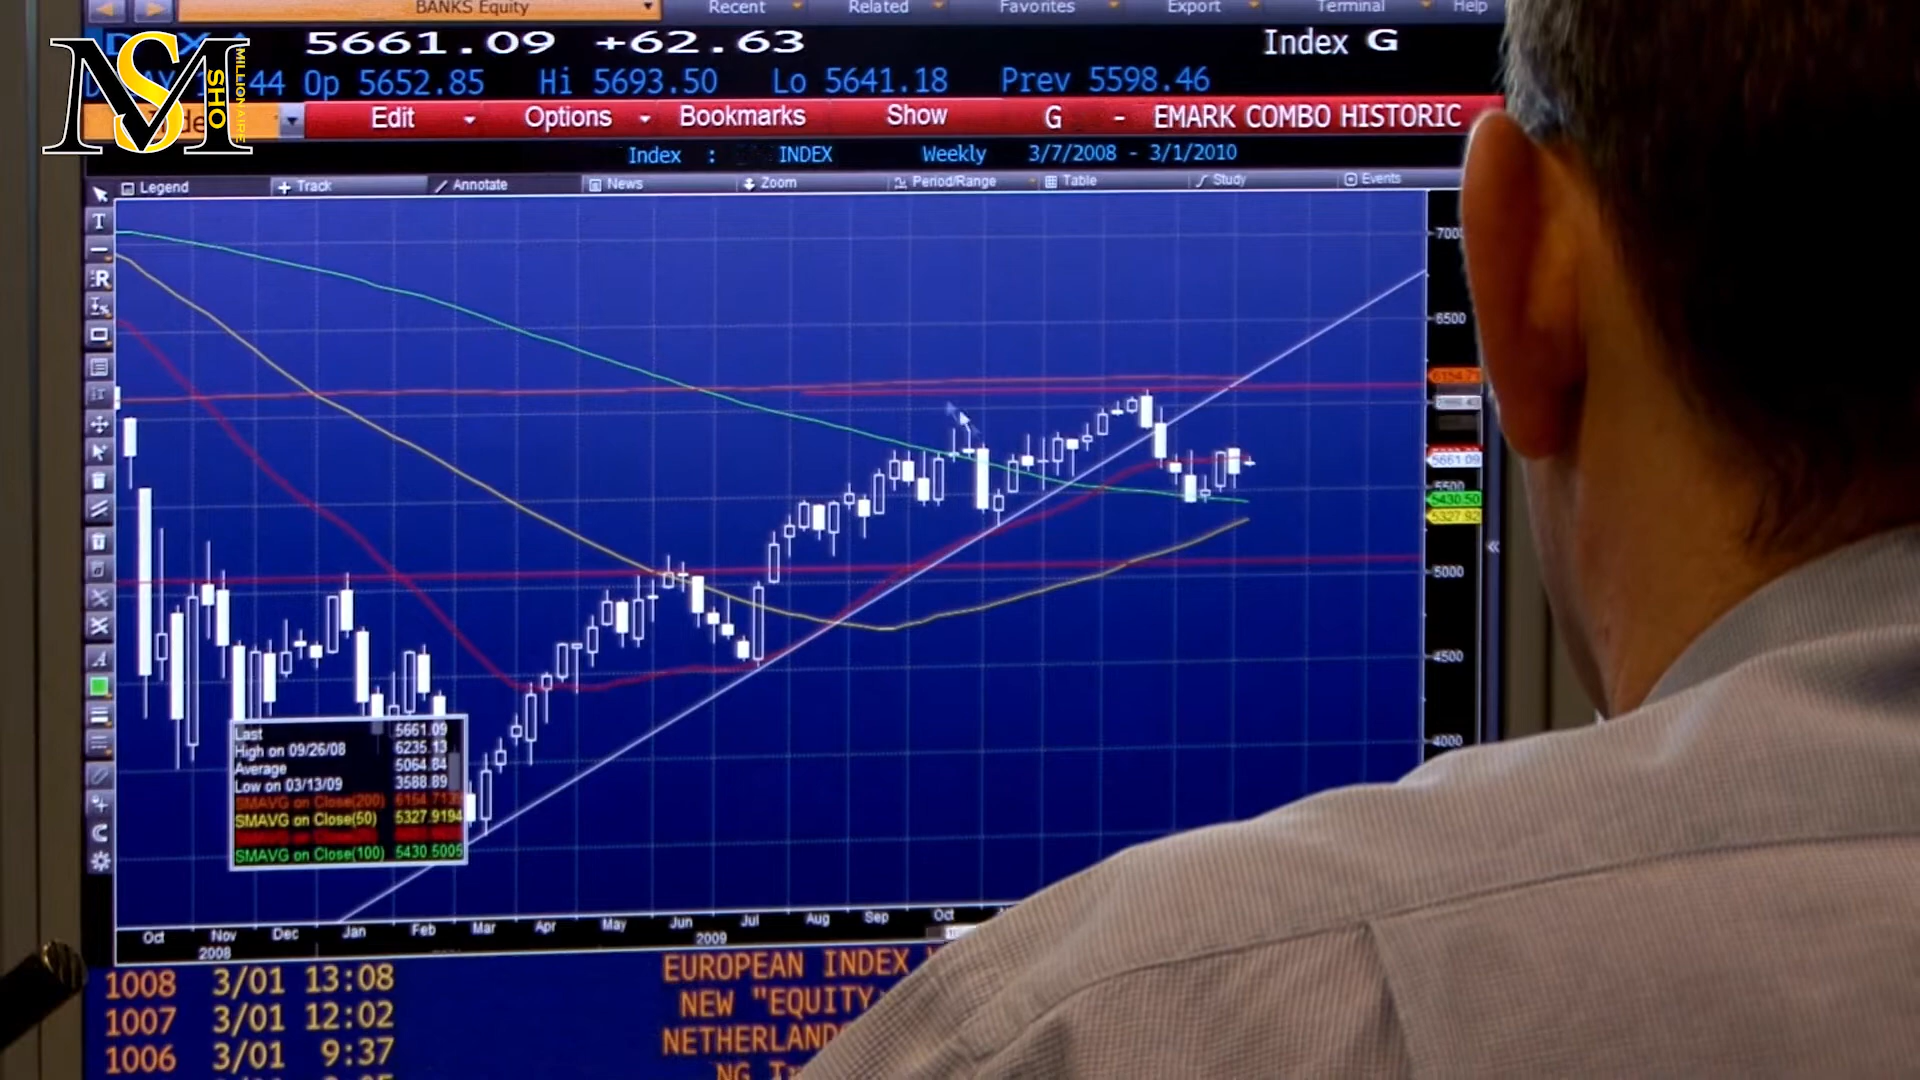 BANKS Equity Recent Related Favorites Export Terminal Help
5661.09 +62.63 Index G
44 Op 5652.85 Hi 5693.50 Lo 5641.18 Prev 5598.46
MS SHO MILLIONAIRE
Edit Options Bookmarks Show G - EMARK COMBO HISTORIC
Index : INDEX Weekly 3/7/2008 - 3/1/2010
Legend Track Annotate News Zoom Period/Range Table Study Events
T
R
A
C
6500
6154.71
5661.09
5500
5430.50
5327.92
5000
4500
4000
Last 5661.09
High on 09/26/08 6235.13
Average 5064.84
Low on 03/13/09 3588.89
SMAVG on Close(200) 6154.713
SMAVG on Close(50) 5327.9194
SMAVG on Close(100) 5430.5005
Oct Nov Dec Jan Feb Mar Apr May Jun Jul Aug Sep Oct
2008 2009
1008 3/01 13:08 EUROPEAN INDEX
1007 3/01 12:02 NEW "EQUITY
1006 3/01 9:37 NETHERLAND
NG